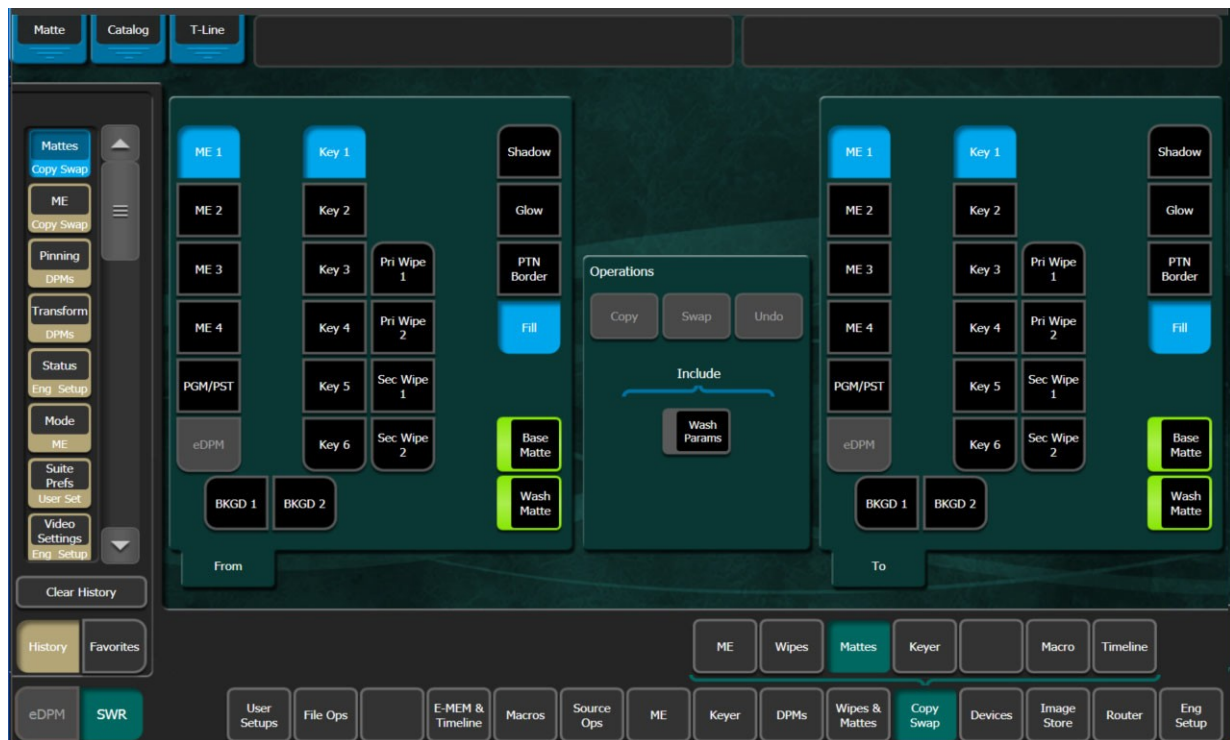 Matte
Catalog
T-Line
Mattes
Copy Swap
ME
Copy Swap
Pinning
DPMs
Transform
DPMs
Status
Eng Setup
Mode
ME
Suite
Prefs
User Set
Video
Settings
Eng Setup
Clear History
History
Favorites
eDPM
SWR
ME 1
ME 2
ME 3
ME 4
PGM/PST
eDPM
BKGD 1
BKGD 2
Key 1
Key 2
Key 3
Key 4
Key 5
Key 6
Pri Wipe
1
Pri Wipe
2
Sec Wipe
1
Sec Wipe
2
Shadow
Glow
PTN
Border
Fill
Base
Matte
Wash
Matte
From
Operations
Copy
Swap
Undo
Include
Wash
Params
ME 1
ME 2
ME 3
ME 4
PGM/PST
eDPM
BKGD 1
BKGD 2
Key 1
Key 2
Key 3
Key 4
Key 5
Key 6
Pri Wipe
1
Pri Wipe
2
Sec Wipe
1
Sec Wipe
2
Shadow
Glow
PTN
Border
Fill
Base
Matte
Wash
Matte
To
ME
Wipes
Mattes
Keyer
Macro
Timeline
User
Setups
File Ops
E-MEM &
Timeline
Macros
Source
Ops
ME
Keyer
DPMs
Wipes &
Mattes
Copy
Swap
Devices
Image
Store
Router
Eng
Setup